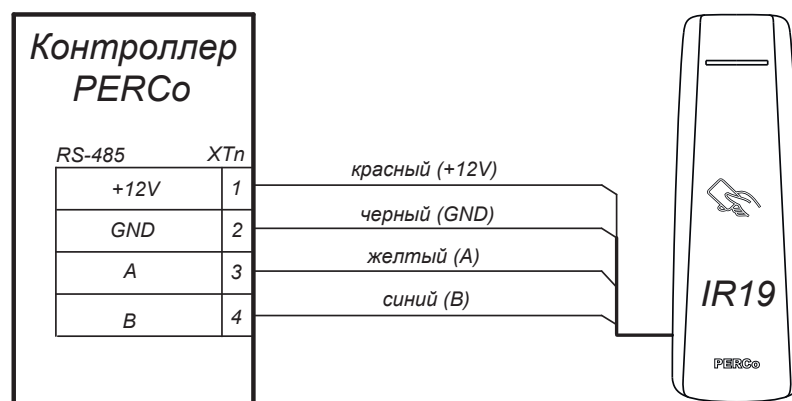 Контроллер
PERCo
RS-485 XTn
+12V 1
GND 2
A 3
B 4
красный (+12V)
черный (GND)
желтый (A)
синий (B)
IR19
PERCo